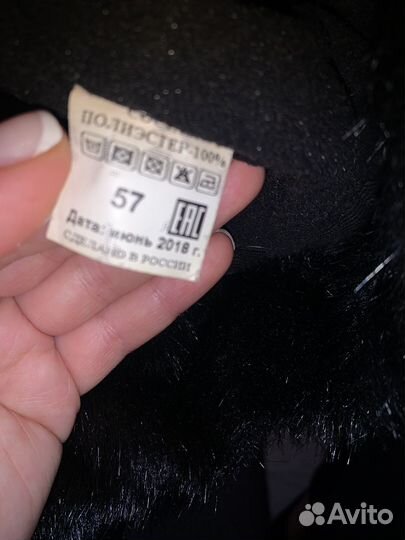 ПОЛИЭСТЕР-100%
57
EAC
Дата: июнь 2018 г.
СДЕЛАНО В РОССИИ
Avito